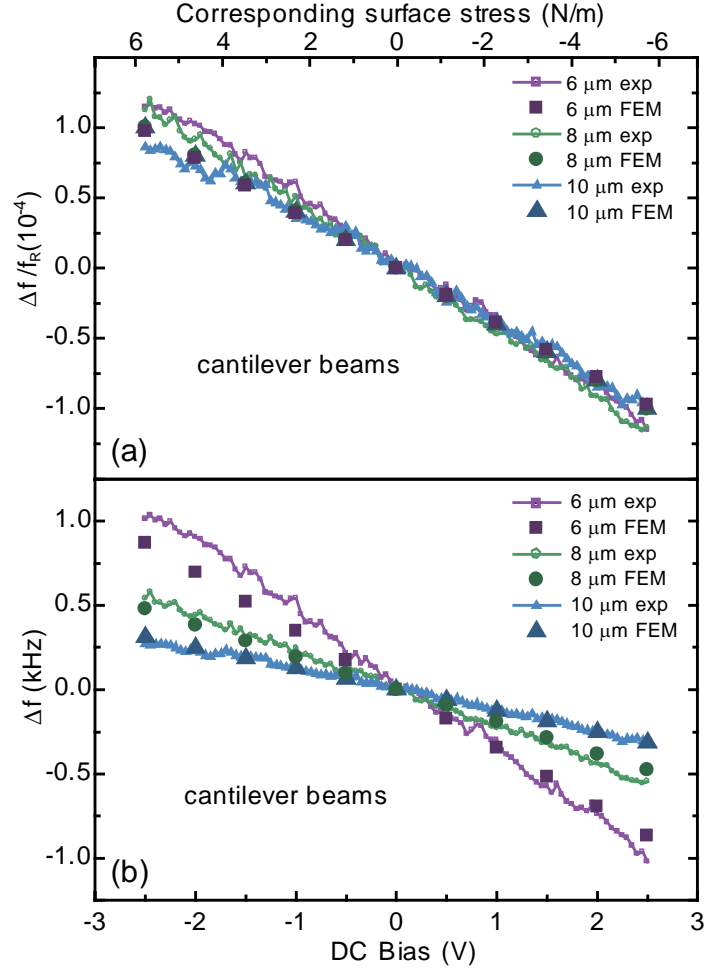 Corresponding surface stress (N/m)
6 4 2 0 -2 -4 -6
6 μm exp
6 μm FEM
8 μm exp
8 μm FEM
10 μm exp
10 μm FEM
1.0
0.5
0.0
-0.5
-1.0
Δf /fR(10-4)
cantilever beams
(a)
6 μm exp
6 μm FEM
8 μm exp
8 μm FEM
10 μm exp
10 μm FEM
1.0
0.5
0.0
-0.5
-1.0
Δf (kHz)
cantilever beams
(b)
-3 -2 -1 0 1 2 3
DC Bias (V)